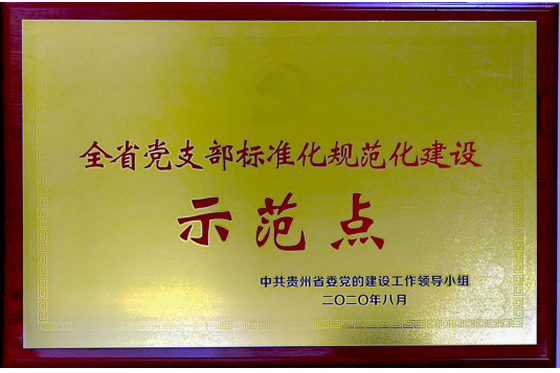 全省党支部标准化规范化建设
示范点
中共贵州省委党的建设工作领导小组
二〇二〇年八月